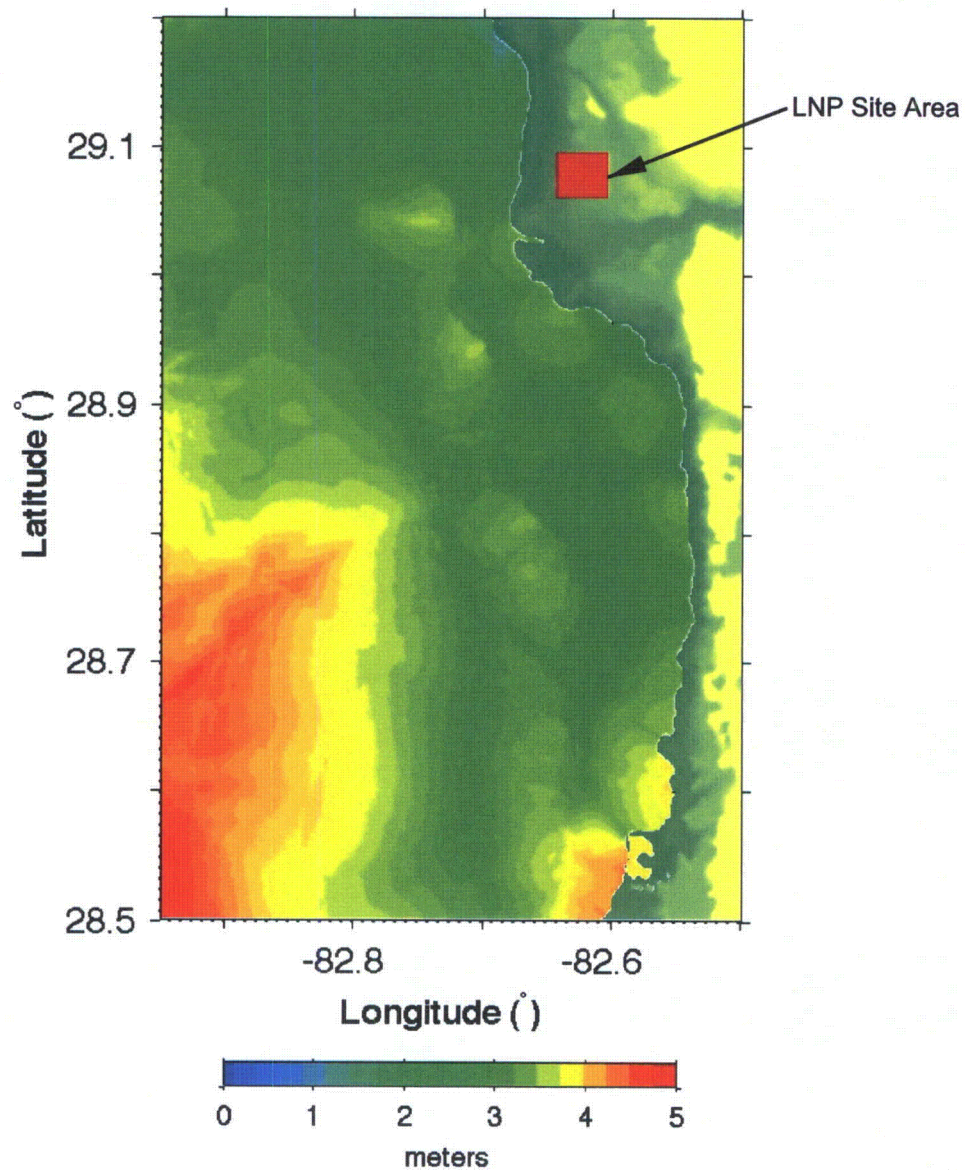 LNP Site Area
29.1
28.9
28.7
28.5
Latitude (°)
-82.8 -82.6
Longitude (°)
0 1 2 3 4 5
meters